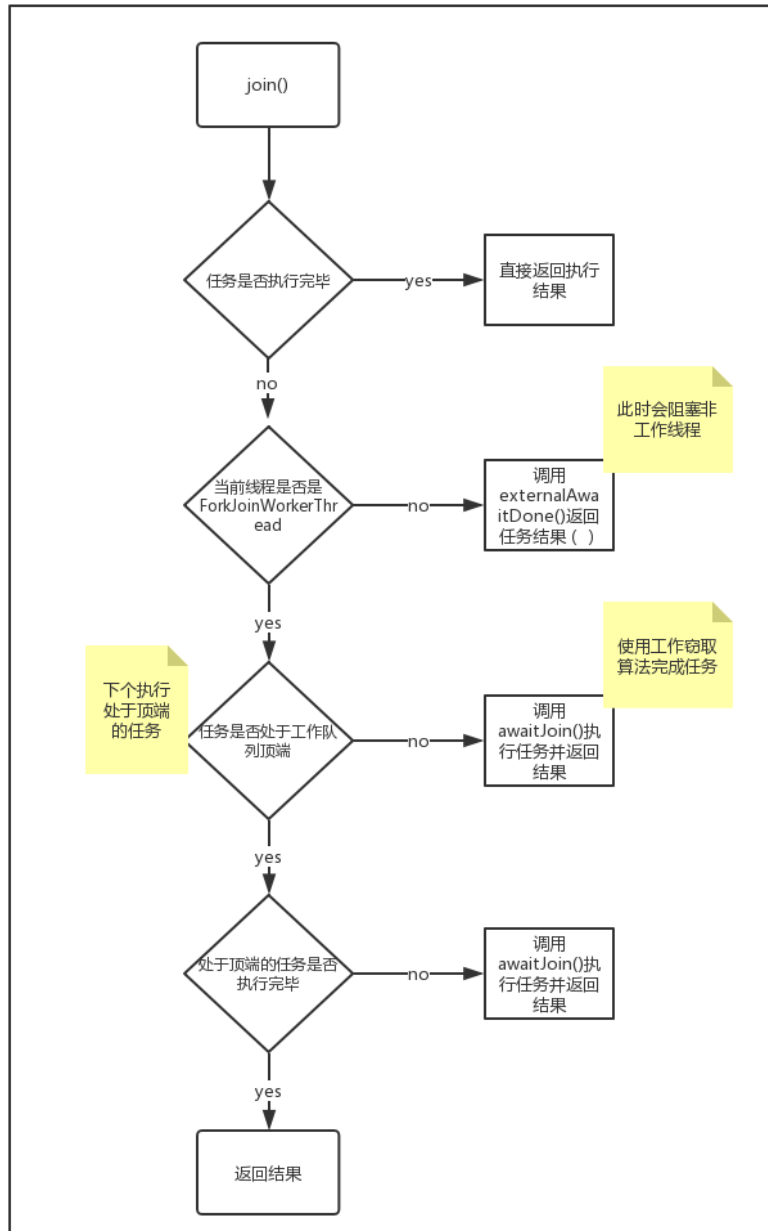 join()
任务是否执行完毕
yes
直接返回执行
结果
no
此时会阻塞非
工作线程
当前线程是否是
ForkJoinWorkerThr
ead
no
调用
externalAwa
itDone()返回
任务结果（ ）
yes
使用工作窃取
算法完成任务
下个执行
处于顶端
的任务
任务是否处于工作队
列顶端
no
调用
awaitJoin()执
行任务并返回
结果
yes
处于顶端的任务是否
执行完毕
no
调用
awaitJoin()执
行任务并返回
结果
yes
返回结果